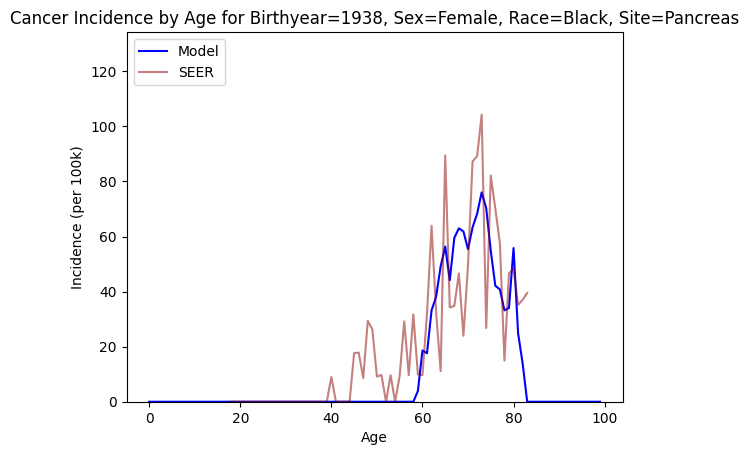 Cancer Incidence by Age for Birthyear=1938, Sex=Female, Race=Black, Site=Pancreas
Model
SEER
120
100
80
60
40
20
0
Incidence (per 100k)
0 20 40 60 80 100
Age